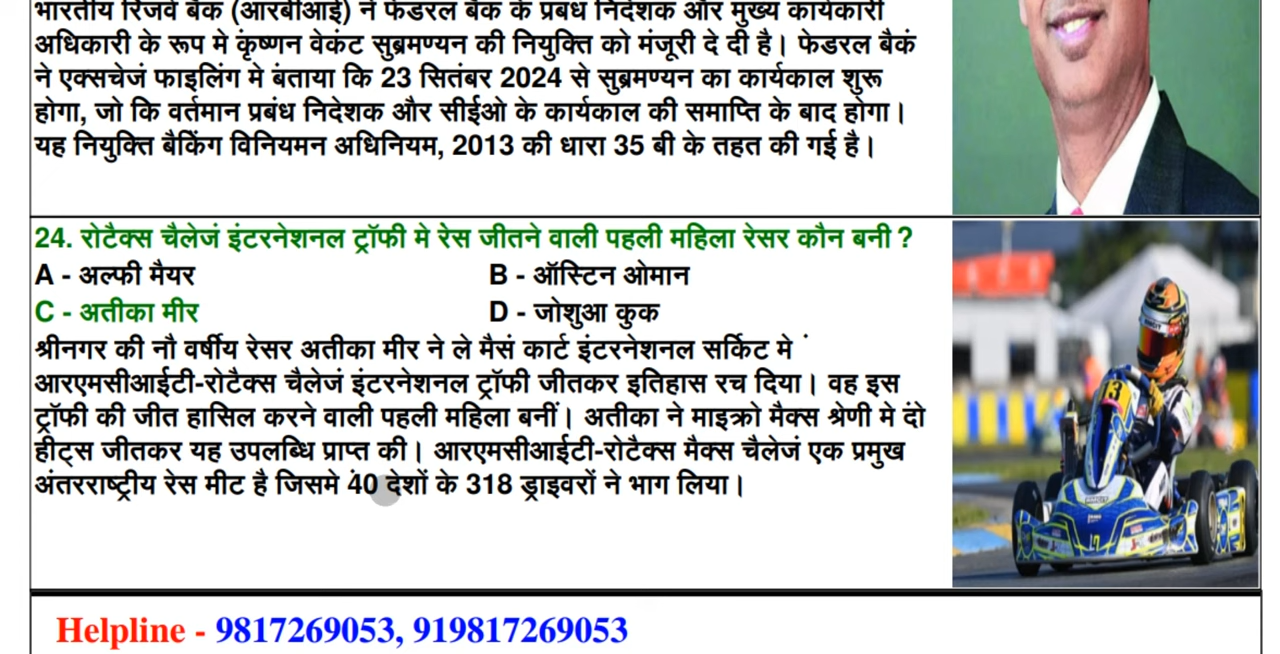 भारतीय रिजर्व बैंक (आरबीआई) ने फेडरल बैंक के प्रबंध निदेशक और मुख्य कार्यकारी
अधिकारी के रूप मे कृंष्णन वेकंट सुब्रमण्यन की नियुक्ति को मंजूरी दे दी है। फेडरल बैकं
ने एक्सचेजं फाइलिंग मे बंताया कि 23 सितंबर 2024 से सुब्रमण्यन का कार्यकाल शुरू
होगा, जो कि वर्तमान प्रबंध निदेशक और सीईओ के कार्यकाल की समाप्ति के बाद होगा।
यह नियुक्ति बैकिंग विनियमन अधिनियम, 2013 की धारा 35 बी के तहत की गई है।
24. रोटैक्स चैलेजं इंटरनेशनल ट्रॉफी मे रेस जीतने वाली पहली महिला रेसर कौन बनी ?
A - अल्फी मैयर
B - ऑस्टिन ओमान
C - अतीका मीर
D - जोशुआ कुक
श्रीनगर की नौ वर्षीय रेसर अतीका मीर ने ले मैसं कार्ट इंटरनेशनल सर्किट मे ं
आरएमसीआईटी-रोटैक्स चैलेजं इंटरनेशनल ट्रॉफी जीतकर इतिहास रच दिया। वह इस
ट्रॉफी की जीत हासिल करने वाली पहली महिला बनीं। अतीका ने माइक्रो मैक्स श्रेणी मे दंो
हीट्स जीतकर यह उपलब्धि प्राप्त की। आरएमसीआईटी-रोटैक्स मैक्स चैलेजं एक प्रमुख
अंतरराष्ट्रीय रेस मीट है जिसमे ं40 देशों के 318 ड्राइवरों ने भाग लिया।
Helpline - 9817269053, 919817269053